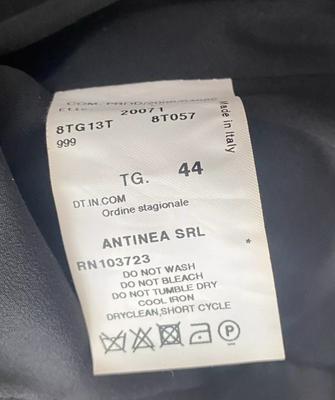 20071
8TG13T 8T057
999
Made in Italy
TG. 44
DT.IN.COM
Ordine stagionale
ANTINEA SRL
*
RN103723
DO NOT WASH
DO NOT BLEACH
DO NOT TUMBLE DRY
COOL IRON
DRYCLEAN,SHORT CYCLE
P